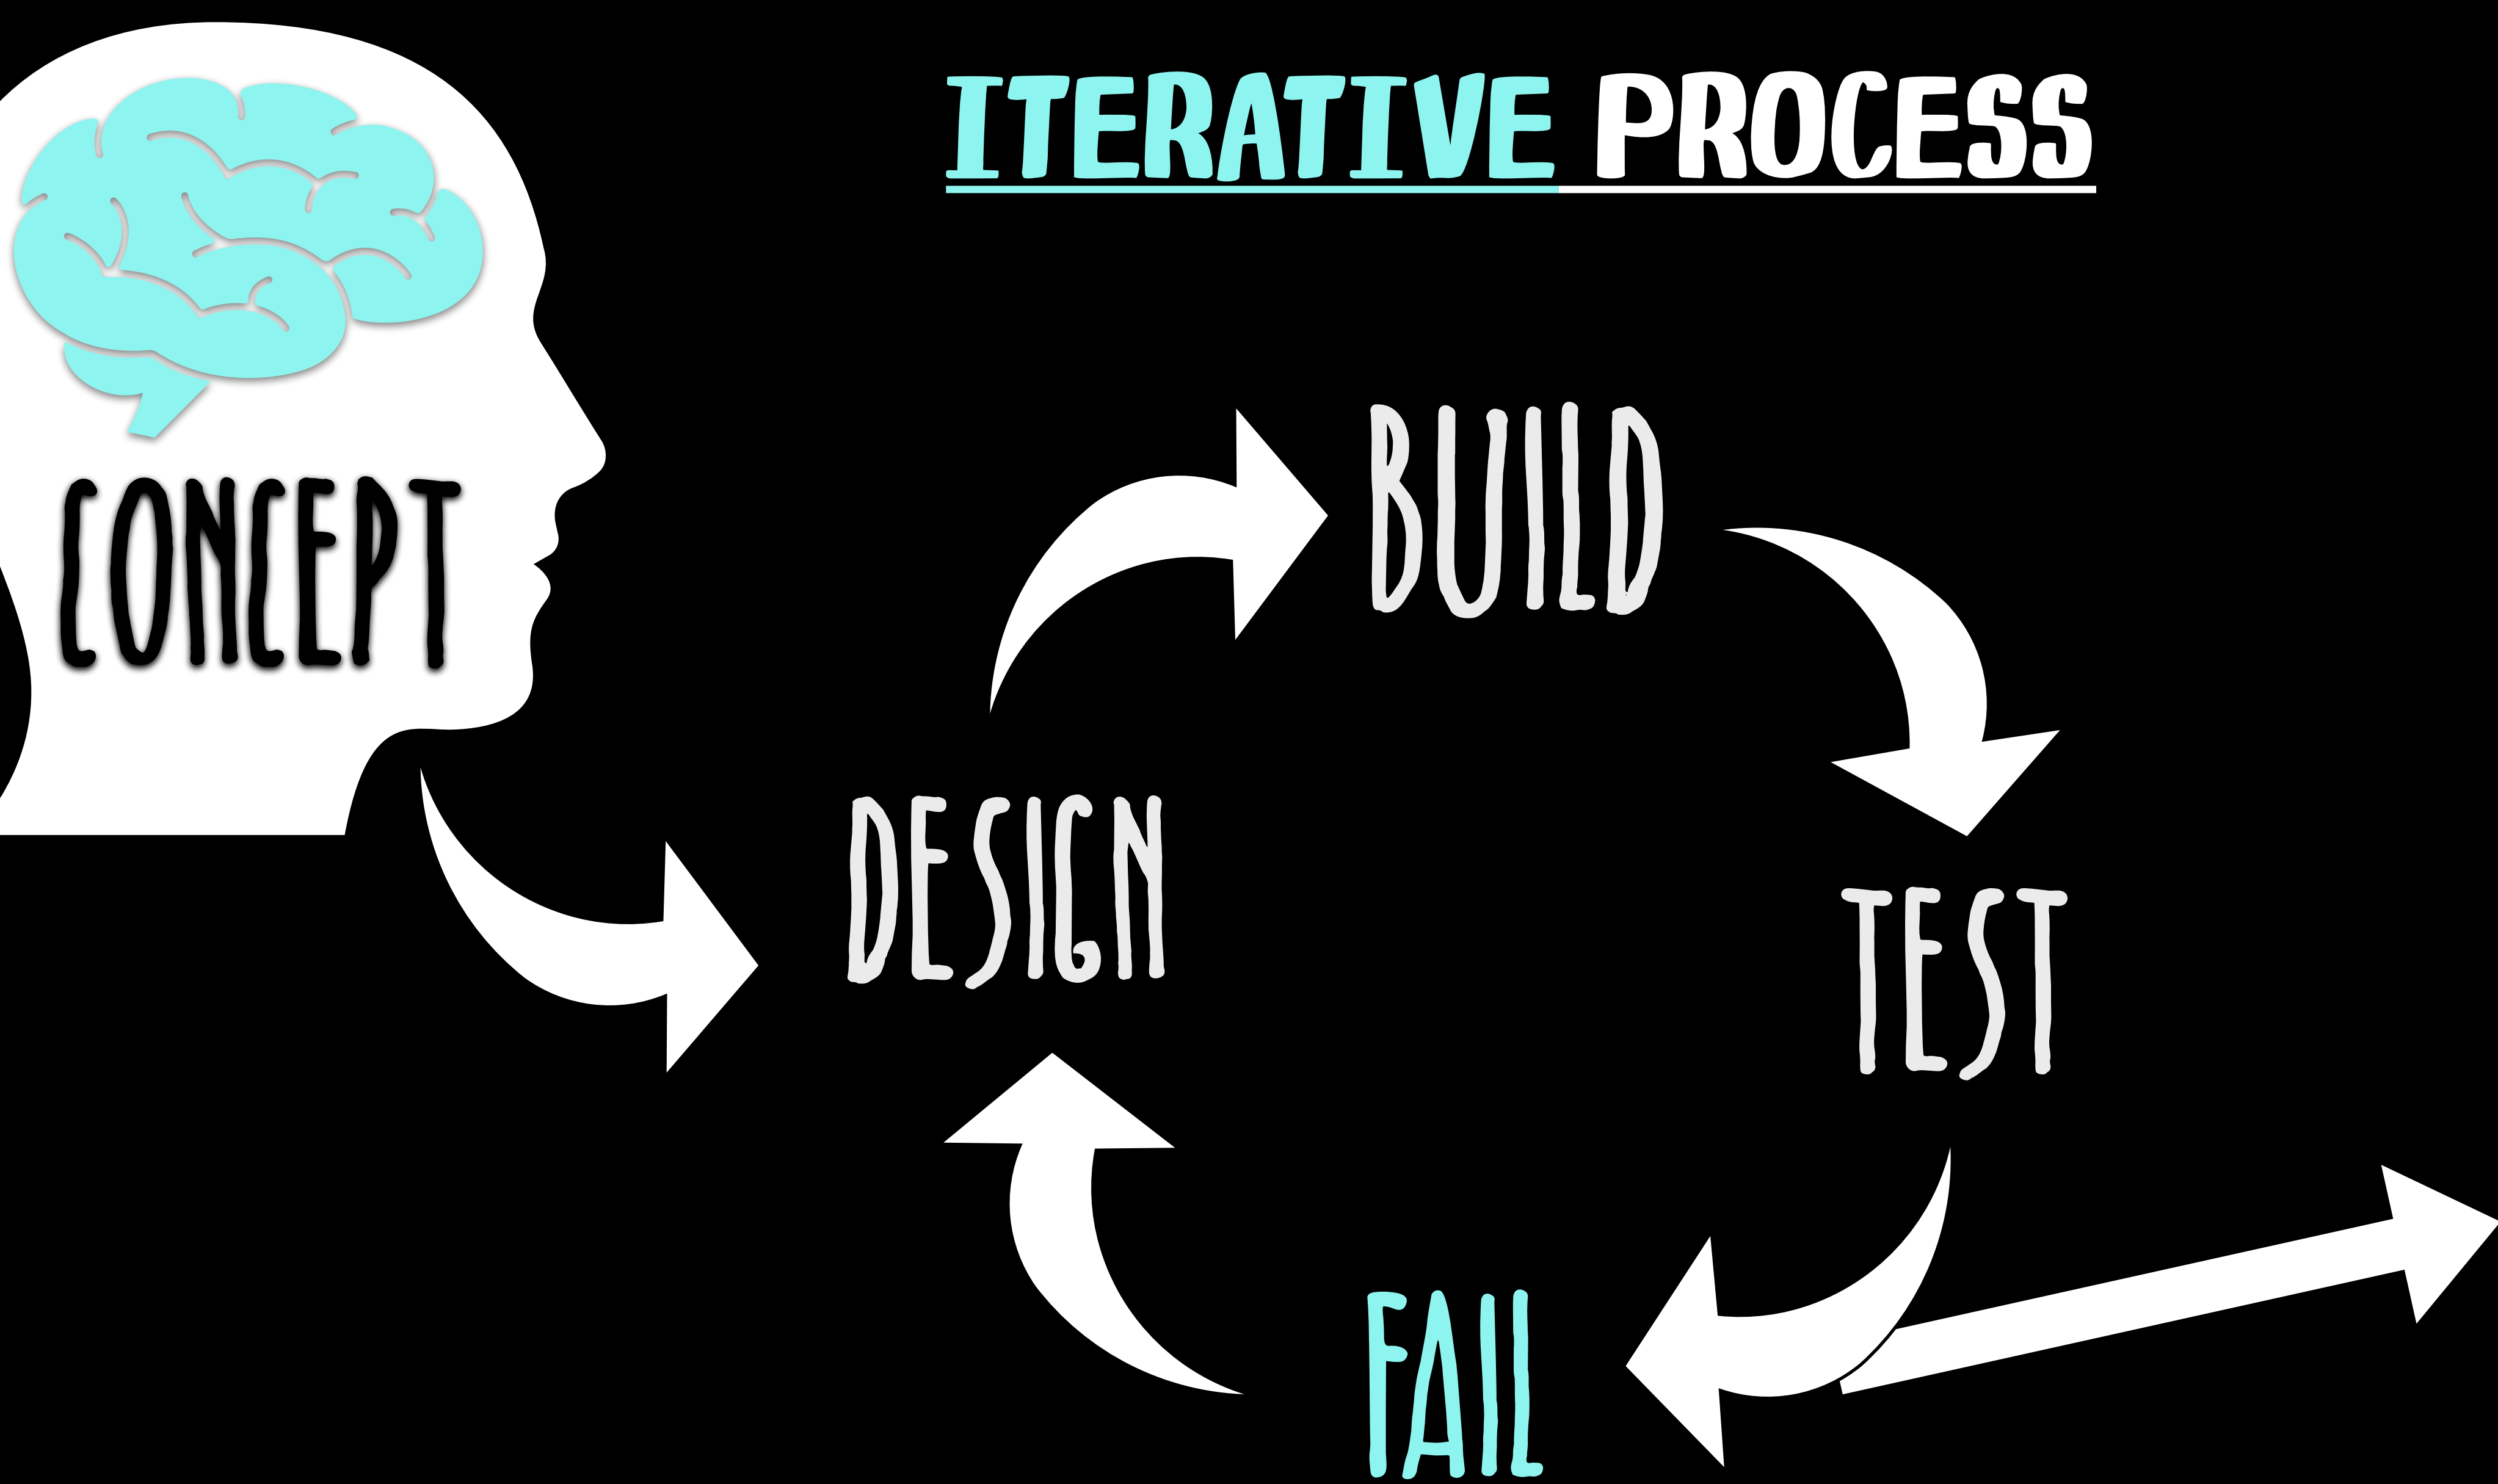 ITERATIVE PROCESS
CONCEPT
BUILD
DESIGN
TEST
FAIL